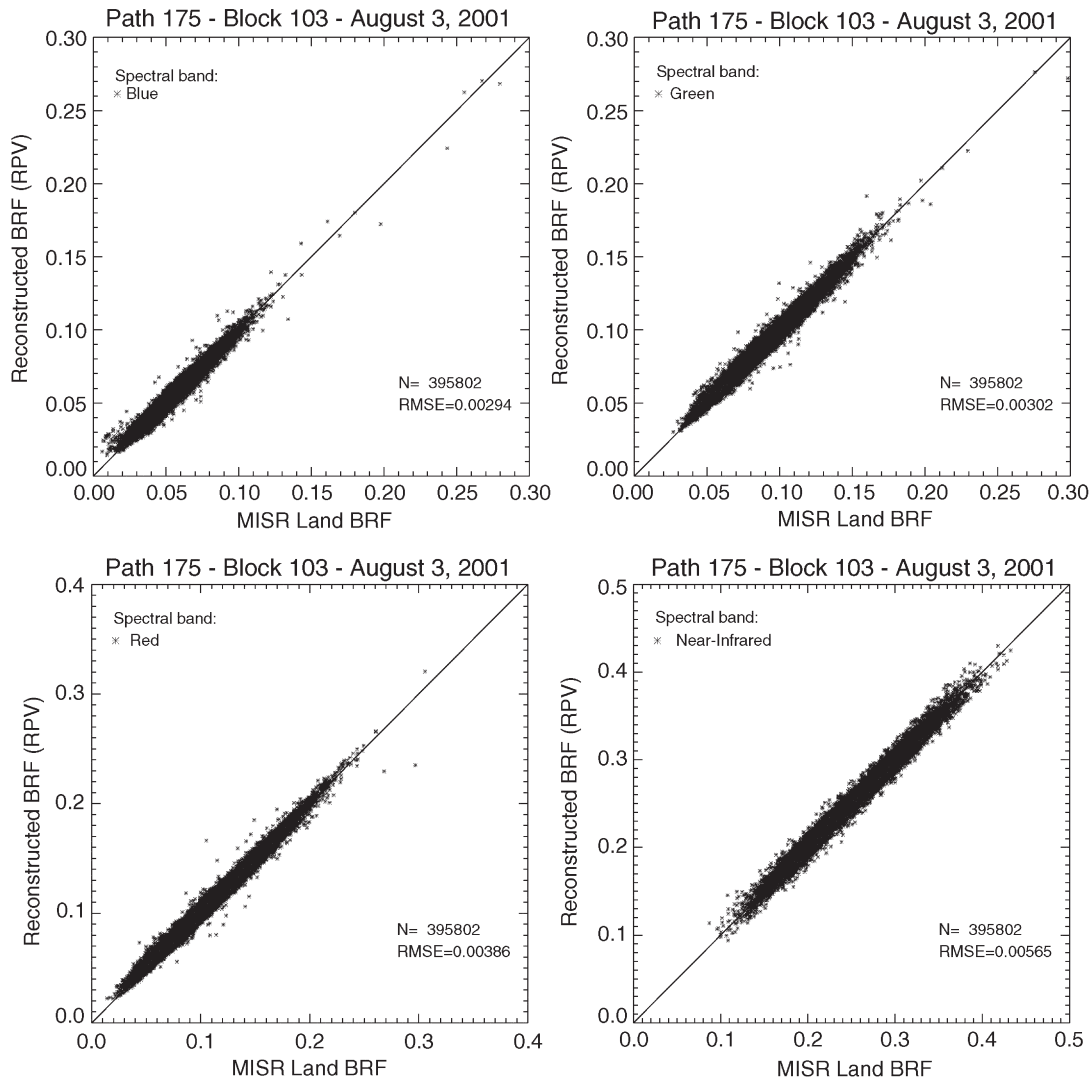 Path 175 - Block 103 - August 3, 2001
Reconstructed BRF (RPV)
0.30
0.25
0.20
0.15
0.10
0.05
0.00
Spectral band:
Blue
N= 395802
RMSE=0.00294
0.00 0.05 0.10 0.15 0.20 0.25 0.30
MISR Land BRF
Path 175 - Block 103 - August 3, 2001
Reconstructed BRF (RPV)
0.30
0.25
0.20
0.15
0.10
0.05
0.00
Spectral band:
Green
N= 395802
RMSE=0.00302
0.00 0.05 0.10 0.15 0.20 0.25 0.30
MISR Land BRF
Path 175 - Block 103 - August 3, 2001
Reconstructed BRF (RPV)
0.4
0.3
0.2
0.1
0.0
Spectral band:
Red
N= 395802
RMSE=0.00386
0.0 0.1 0.2 0.3 0.4
MISR Land BRF
Path 175 - Block 103 - August 3, 2001
Reconstructed BRF (RPV)
0.5
0.4
0.3
0.2
0.1
0.0
Spectral band:
Near-Infrared
N= 395802
RMSE=0.00565
0.0 0.1 0.2 0.3 0.4 0.5
MISR Land BRF